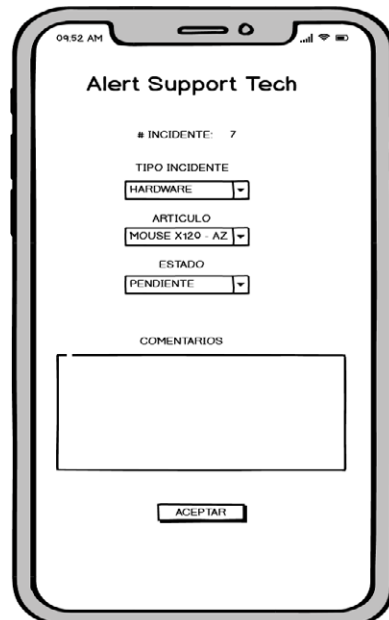 09.52 AM
Alert Support Tech
# INCIDENTE: 7
TIPO INCIDENTE
HARDWARE
ARTICULO
MOUSE X120 - AZ
ESTADO
PENDIENTE
COMENTARIOS
ACEPTAR